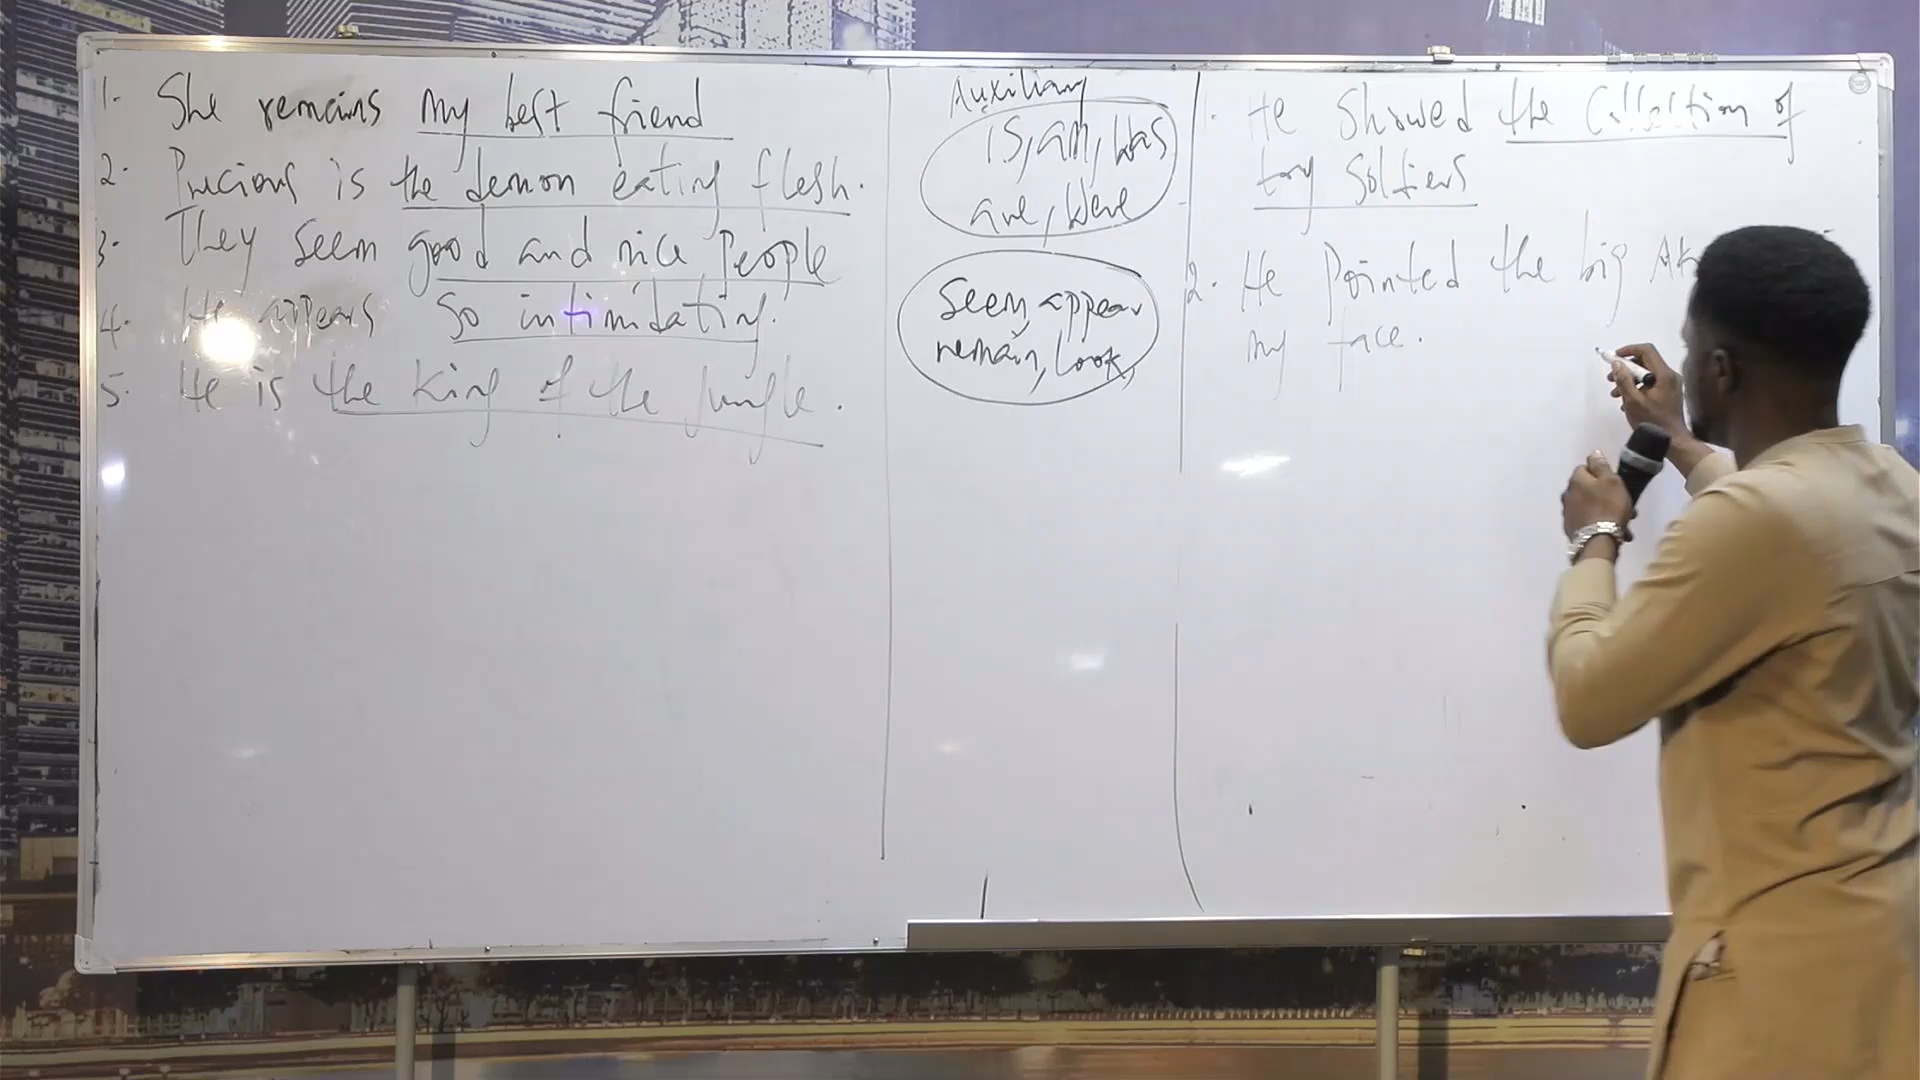 1. She remains my best friend
2. Precious is the demon eating flesh.
3. They seem good and nice people
4. He appears so intimidating.
5. He is the King of the jungle.
Auxiliary
is, am, was
are, were
Seem, appear
remain, look,
1. He showed the Collection of
toy soldiers
2. He pointed the big
my face.